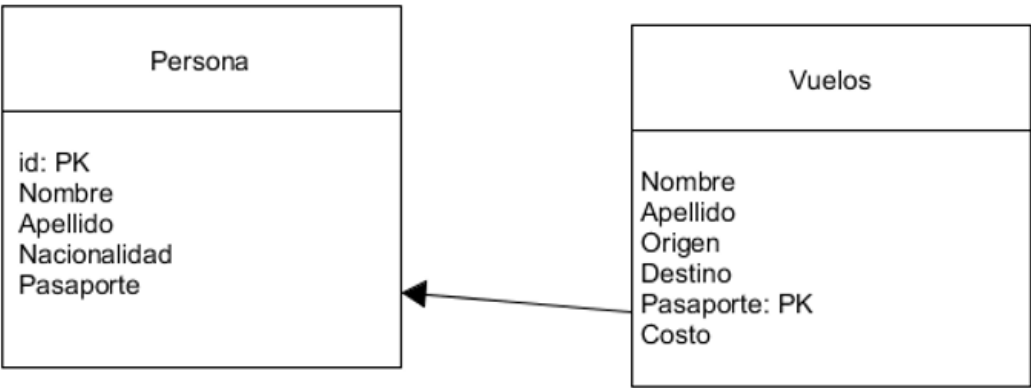 Persona
id: PK
Nombre
Apellido
Nacionalidad
Pasaporte
Vuelos
Nombre
Apellido
Origen
Destino
Pasaporte: PK
Costo